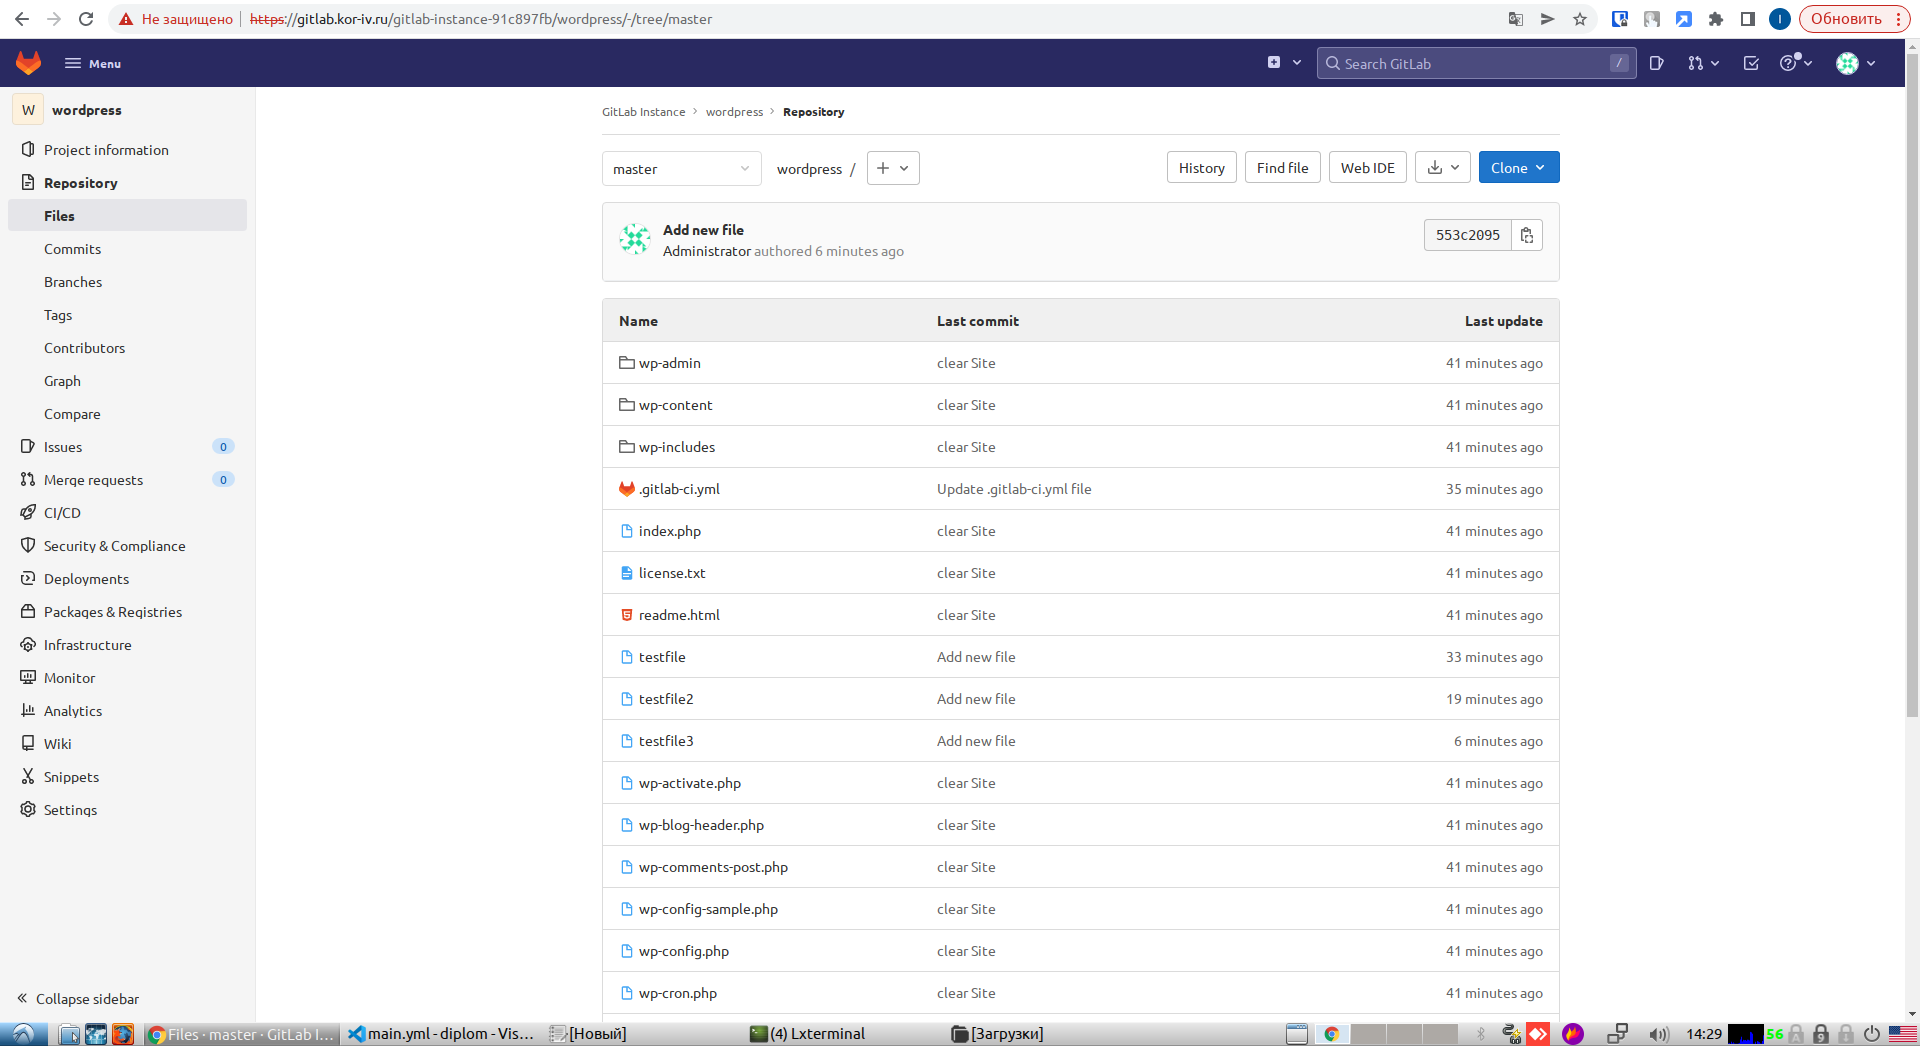 Не защищено | https://gitlab.kor-iv.ru/gitlab-instance-91c897fb/wordpress/-/tree/master
I
Обновить
Menu
Search GitLab
/
W wordpress
Project information
Repository
Files
Commits
Branches
Tags
Contributors
Graph
Compare
Issues 0
Merge requests 0
CI/CD
Security & Compliance
Deployments
Packages & Registries
Infrastructure
Monitor
Analytics
Wiki
Snippets
Settings
Collapse sidebar
GitLab Instance > wordpress > Repository
master
wordpress /
History
Find file
Web IDE
Clone
Add new file
Administrator authored 6 minutes ago
553c2095
Name Last commit Last update
wp-admin clear Site 41 minutes ago
wp-content clear Site 41 minutes ago
wp-includes clear Site 41 minutes ago
.gitlab-ci.yml Update .gitlab-ci.yml file 35 minutes ago
index.php clear Site 41 minutes ago
license.txt clear Site 41 minutes ago
readme.html clear Site 41 minutes ago
testfile Add new file 33 minutes ago
testfile2 Add new file 19 minutes ago
testfile3 Add new file 6 minutes ago
wp-activate.php clear Site 41 minutes ago
wp-blog-header.php clear Site 41 minutes ago
wp-comments-post.php clear Site 41 minutes ago
wp-config-sample.php clear Site 41 minutes ago
wp-config.php clear Site 41 minutes ago
wp-cron.php clear Site 41 minutes ago
Files · master · GitLab I...
main.yml - diplom - Vis...
[Новый]
(4) Lxterminal
[Загрузки]
14:29
56